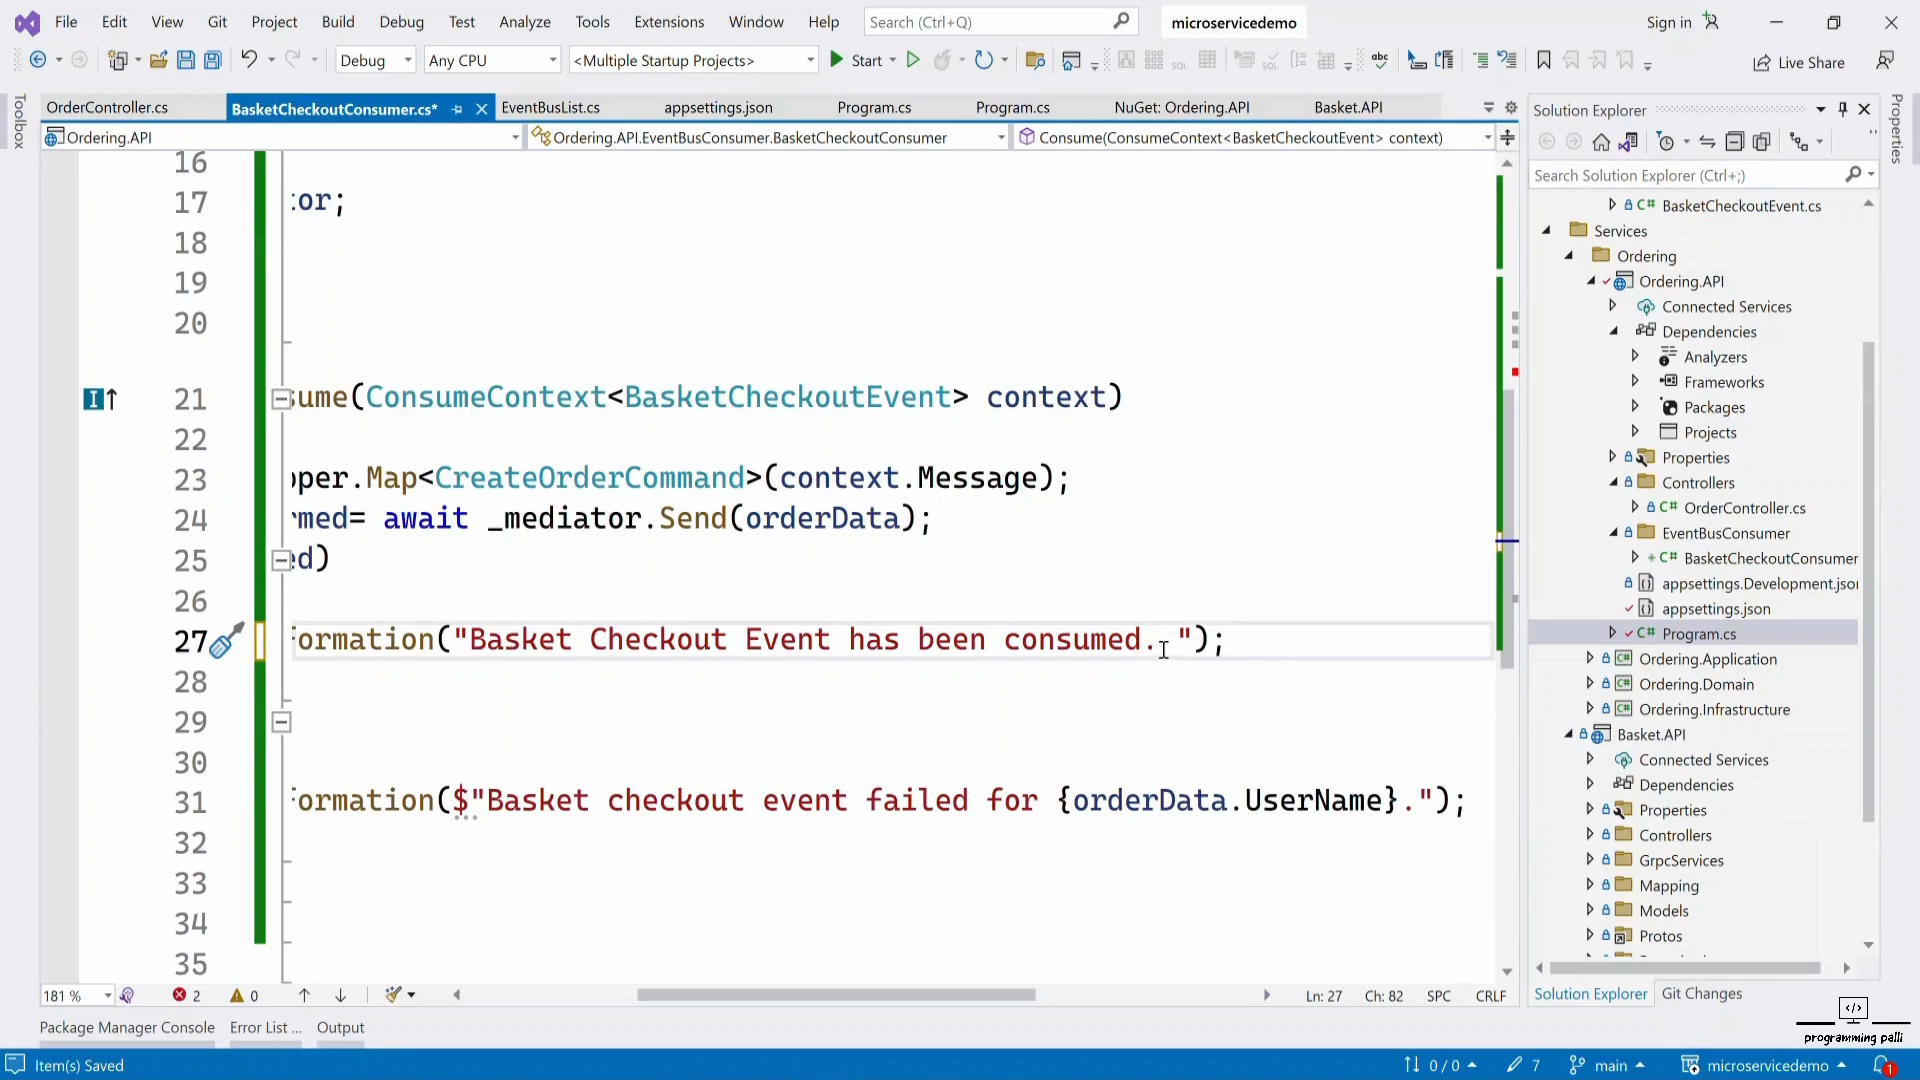 File Edit View Git Project Build Debug Test Analyze Tools Extensions Window Help Search (Ctrl+Q) microservicedemo Sign in
Debug Any CPU <Multiple Startup Projects> Start Live Share
Toolbox
OrderController.cs BasketCheckoutConsumer.cs* EventBusList.cs appsettings.json Program.cs Program.cs NuGet: Ordering.API Basket.API
Ordering.API Ordering.API.EventBusConsumer.BasketCheckoutConsumer Consume(ConsumeContext<BasketCheckoutEvent> context)
16
17 tor;
18
19
20
21 sume(ConsumeContext<BasketCheckoutEvent> context)
22
23 pper.Map<CreateOrderCommand>(context.Message);
24 rmed= await _mediator.Send(orderData);
25 ed)
26
27 formation("Basket Checkout Event has been consumed. ");
28
29
30
31 formation($"Basket checkout event failed for {orderData.UserName}.");
32
33
34
35
181 % 2 0 Ln: 27 Ch: 82 SPC CRLF
Package Manager Console Error List ... Output
Item(s) Saved 0 / 0 7 main microservicedemo 1
Solution Explorer
Search Solution Explorer (Ctrl+;)
C# BasketCheckoutEvent.cs
Services
Ordering
Ordering.API
Connected Services
Dependencies
Analyzers
Frameworks
Packages
Projects
Properties
Controllers
C# OrderController.cs
EventBusConsumer
C# BasketCheckoutConsumer
appsettings.Development.json
appsettings.json
C# Program.cs
C# Ordering.Application
C# Ordering.Domain
C# Ordering.Infrastructure
Basket.API
Connected Services
Dependencies
Properties
Controllers
GrpcServices
Mapping
Models
Protos
Solution Explorer Git Changes
Properties
programming palli